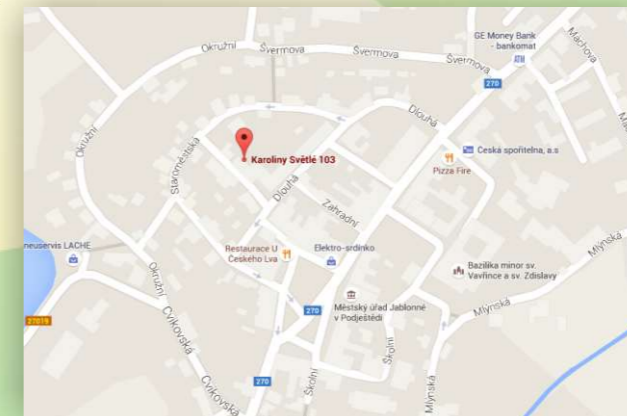 GE Money Bank
- bankomat
Okružní
Švermova
Švermova
Švermova
Machova
ATM
270
Dlouhá
Okružní
Staroměstská
Karoliny Světlé 103
Česká spořitelna, a.s
Pizza Fire
Dlouhá
Zahradní
Mlýnská
neuservis LACHE
Restaurace U
Českého Lva
Elektro-srdínko
Bazilika minor sv.
Vavřince a sv. Zdislavy
Okružní
Městský úřad Jablonné
v Podještědí
Mlýnská
27019
Cvikovská
270
Školní
270
Školní
Mlýnská
Cvikovská